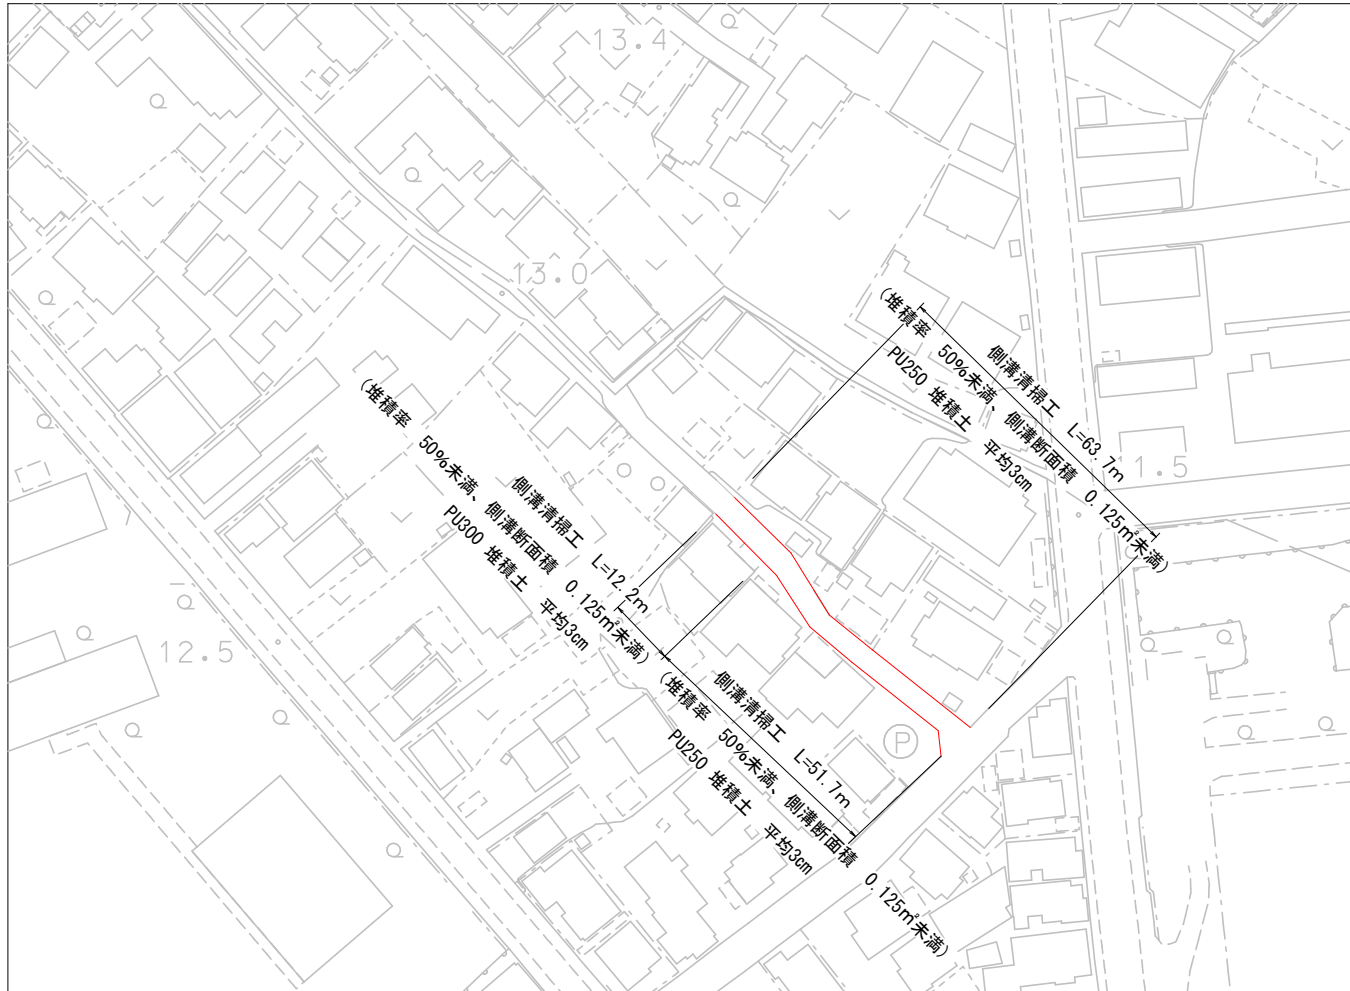 13.4
13.0
側溝清掃工　L=63.7m
(堆積率　50%未満、側溝断面積　0.125㎡未満)
PU250 堆積土　平均3㎝
11.5
側溝清掃工　L=12.2m
(堆積率　50%未満、側溝断面積　0.125㎡未満)
PU300 堆積土　平均3㎝
12.5
側溝清掃工　L=51.7m
(堆積率　50%未満、側溝断面積　0.125㎡未満)
PU250 堆積土　平均3㎝
P